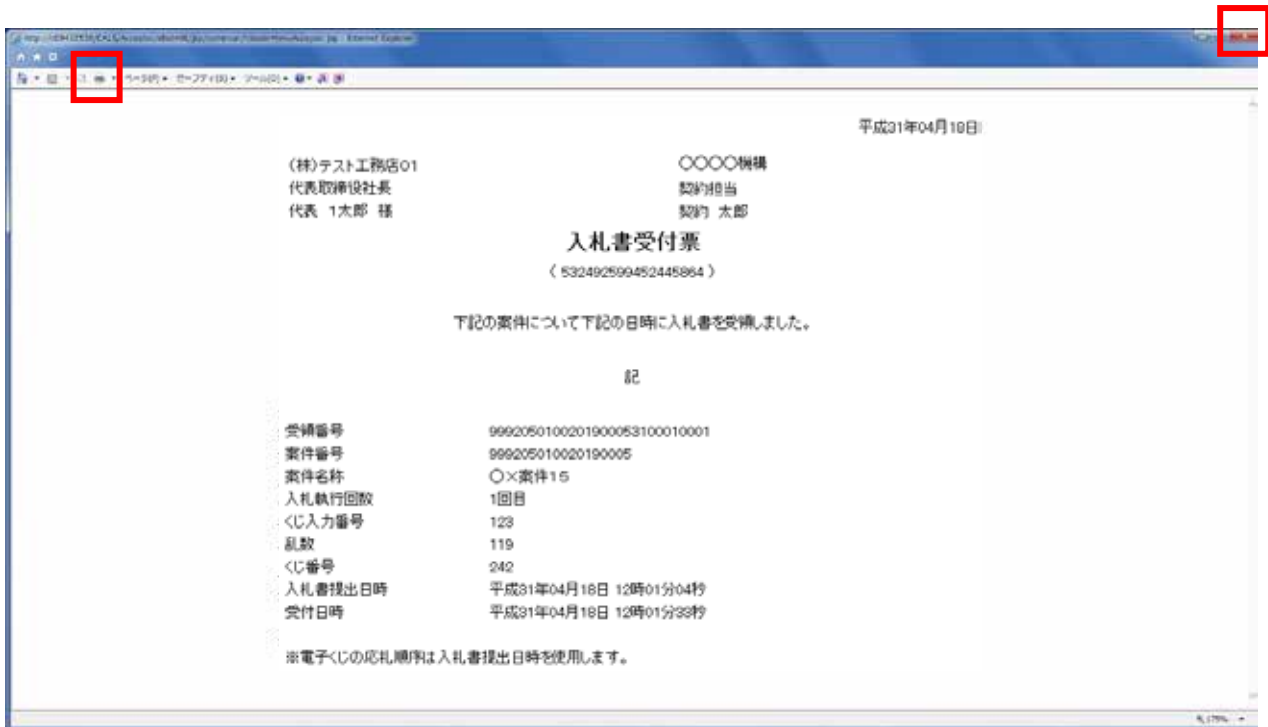 平成31年04月18日
(株)テスト工務店01
〇〇〇〇機構
代表取締役社長
契約担当
代表 1太郎 様
契約 太郎
入札書受付票
( 532492599452445864 )
下記の案件について下記の日時に入札書を受領しました。
記
受領番号 9992050100201900053100010001
案件番号 999205010020190005
案件名称 〇×案件15
入札執行回数 1回目
くじ入力番号 123
乱数 119
くじ番号 242
入札書提出日時 平成31年04月18日 12時01分04秒
受付日時 平成31年04月18日 12時01分33秒
※電子くじの応札順序は入札書提出日時を使用します。